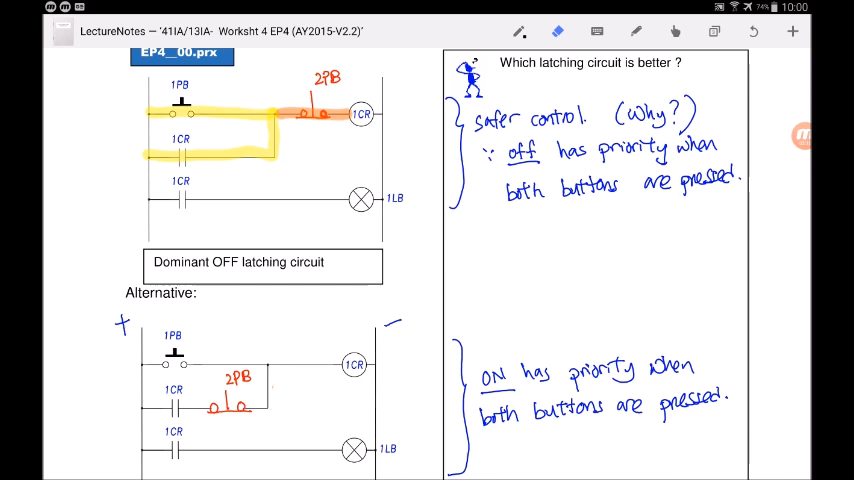 74% 10:00
LectureNotes — ‘41IA/13IA- Worksht 4 EP4 (AY2015-V2.2)’
EP4__00.prx
1PB
2PB
1CR
1CR
1CR
1LB
Dominant OFF latching circuit
Alternative:
+
−
1PB
1CR
2PB
1CR
1CR
1LB
Which latching circuit is better ?
safer control. (Why?)
∵ off has priority when
both buttons are pressed.
ON has priority when
both buttons are pressed.